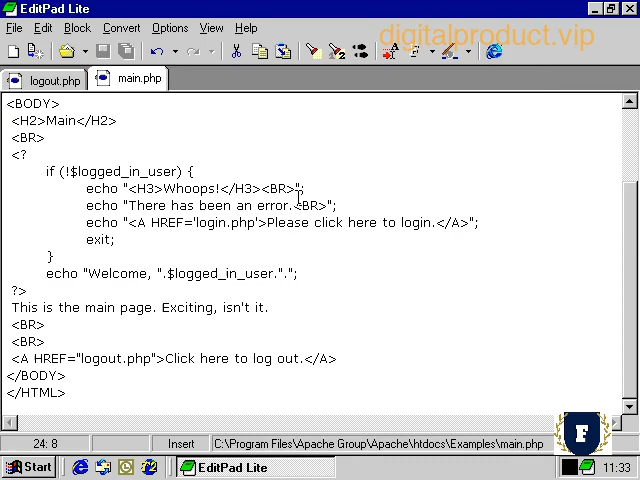 EditPad Lite
File Edit Block Convert Options View Help
digitalproduct.vip
logout.php main.php
<BODY>
<H2>Main</H2>
<BR>
<?
if (!$logged_in_user) {
echo "<H3>Whoops!</H3><BR>";
echo "There has been an error.<BR>";
echo "<A HREF='login.php'>Please click here to login.</A>";
exit;
}
echo "Welcome, ".$logged_in_user.".";
?>
This is the main page. Exciting, isn't it.
<BR>
<BR>
<A HREF="logout.php">Click here to log out.</A>
</BODY>
</HTML>
F
24: 8 Insert C:\Program Files\Apache Group\Apache\htdocs\Examples\main.php
Start EditPad Lite 11:33